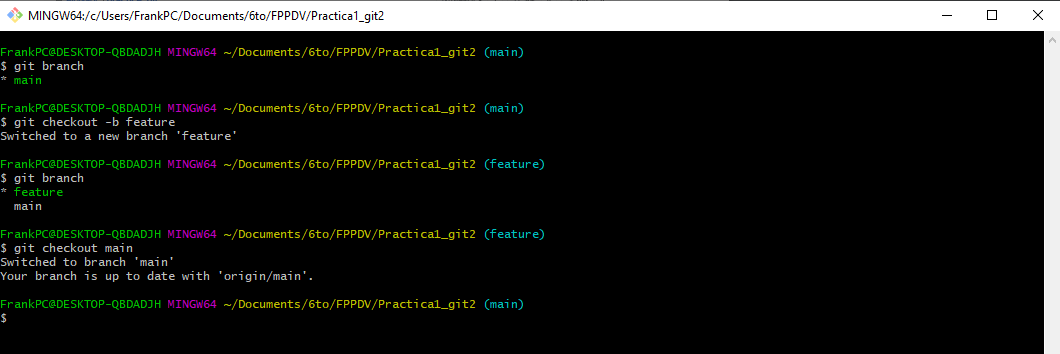 MINGW64:/c/Users/FrankPC/Documents/6to/FPPDV/Practica1_git2
FrankPC@DESKTOP-QBDADJH MINGW64 ~/Documents/6to/FPPDV/Practica1_git2 (main)
$ git branch
* main
FrankPC@DESKTOP-QBDADJH MINGW64 ~/Documents/6to/FPPDV/Practica1_git2 (main)
$ git checkout -b feature
Switched to a new branch 'feature'
FrankPC@DESKTOP-QBDADJH MINGW64 ~/Documents/6to/FPPDV/Practica1_git2 (feature)
$ git branch
* feature
  main
FrankPC@DESKTOP-QBDADJH MINGW64 ~/Documents/6to/FPPDV/Practica1_git2 (feature)
$ git checkout main
Switched to branch 'main'
Your branch is up to date with 'origin/main'.
FrankPC@DESKTOP-QBDADJH MINGW64 ~/Documents/6to/FPPDV/Practica1_git2 (main)
$